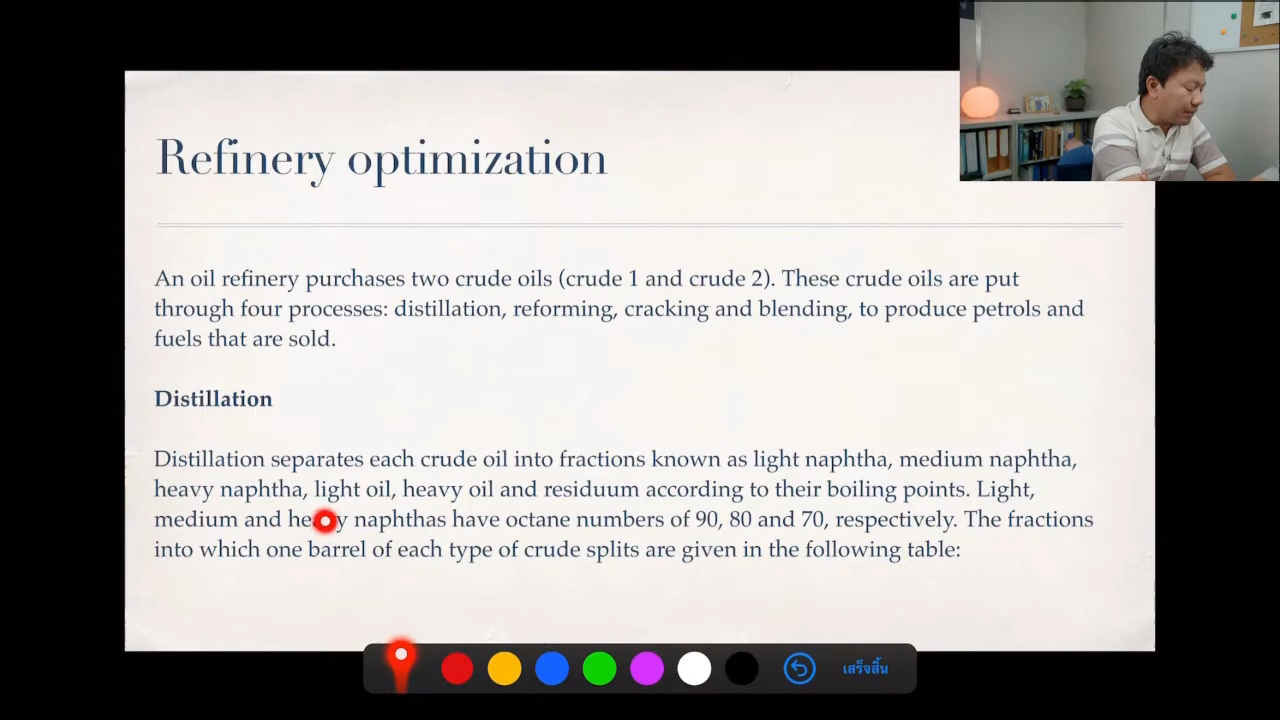 Refinery optimization
An oil refinery purchases two crude oils (crude 1 and crude 2). These crude oils are put
through four processes: distillation, reforming, cracking and blending, to produce petrols and
fuels that are sold.
Distillation
Distillation separates each crude oil into fractions known as light naphtha, medium naphtha,
heavy naphtha, light oil, heavy oil and residuum according to their boiling points. Light,
medium and heavy naphthas have octane numbers of 90, 80 and 70, respectively. The fractions
into which one barrel of each type of crude splits are given in the following table:
เสร็จสิ้น